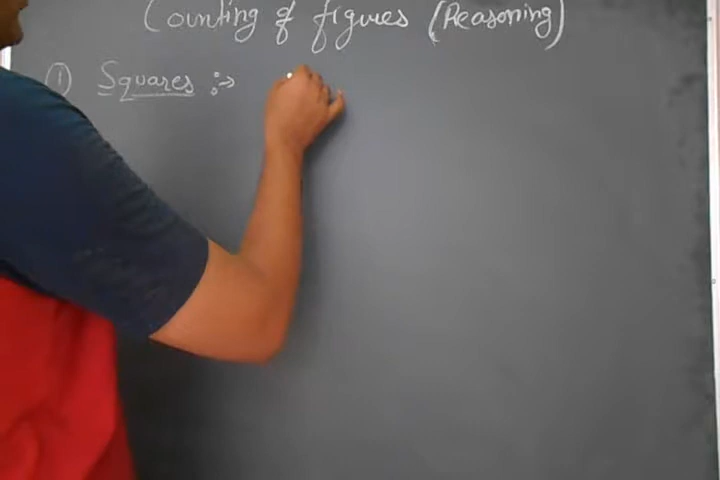 Counting of figures (Reasoning)
① Squares :→